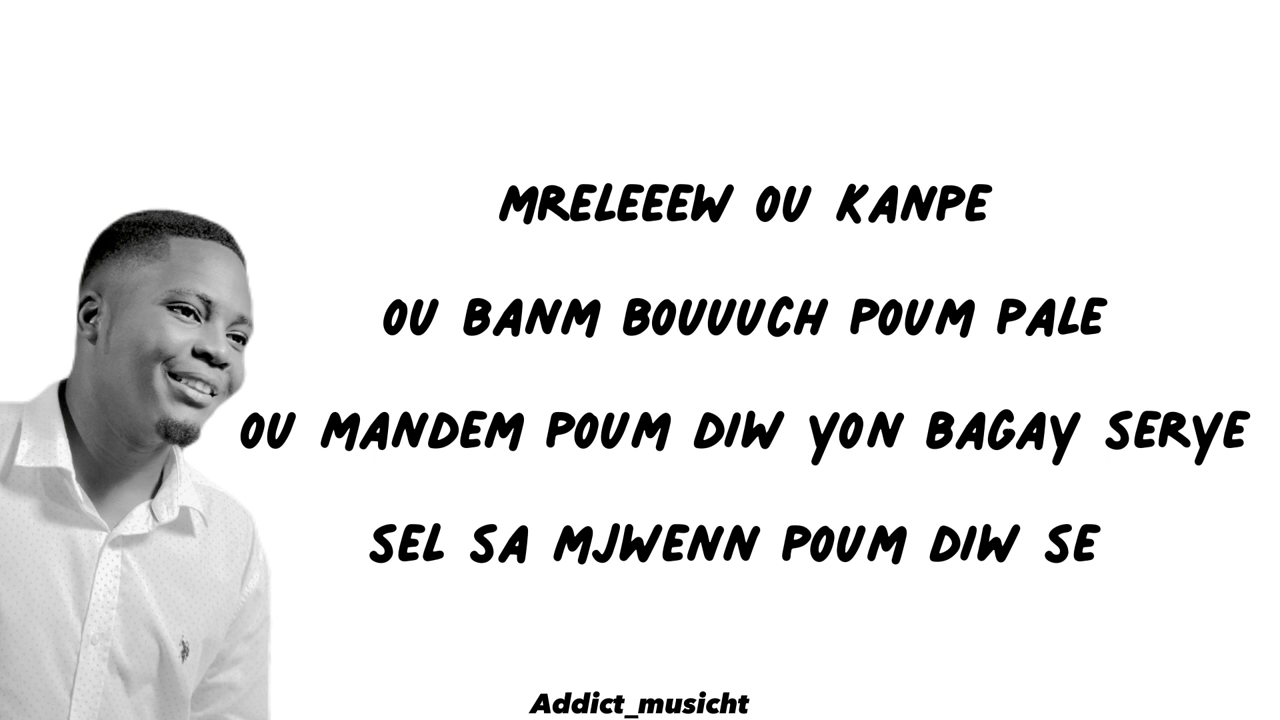 MRELEEEW OU KANPE
OU BANM BOUUUCH POUM PALE
OU MANDEM POUM DIW YON BAGAY SERYE
SEL SA MJWENN POUM DIW SE
Addict_musicht